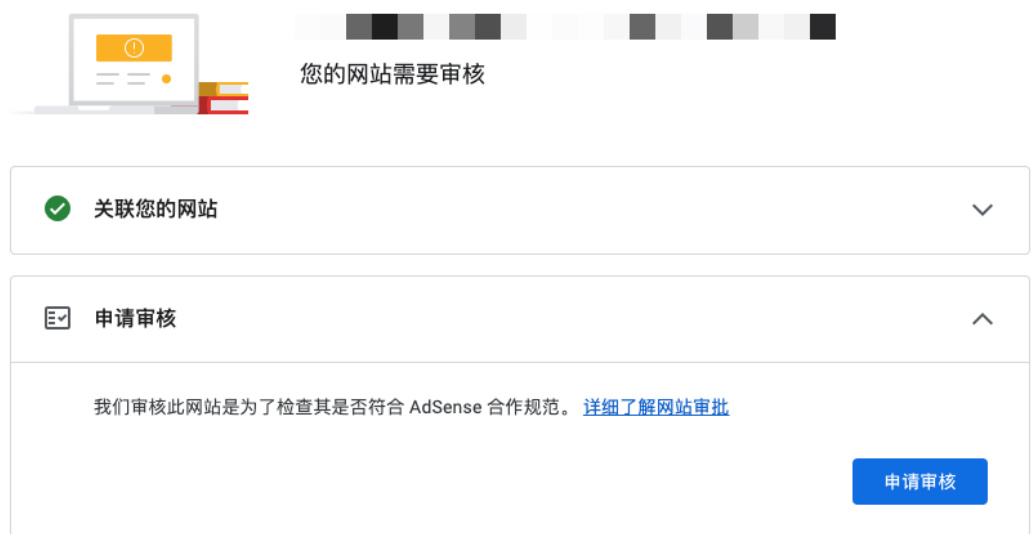 您的网站需要审核
关联您的网站
申请审核
我们审核此网站是为了检查其是否符合 AdSense 合作规范。 详细了解网站审批
申请审核